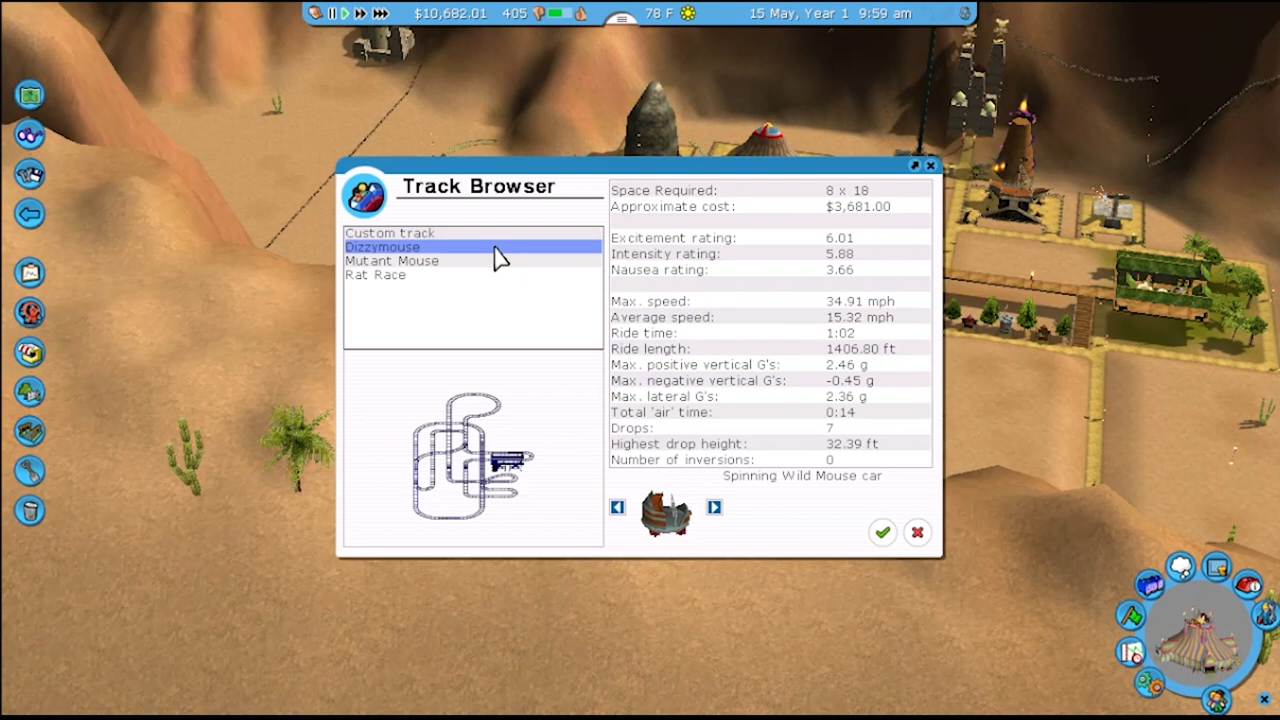 $10,682.01 405 78 F 15 May, Year 1 9:59 am
Track Browser
Custom track
Dizzymouse
Mutant Mouse
Rat Race
Space Required: 8 x 18
Approximate cost: $3,681.00
Excitement rating: 6.01
Intensity rating: 5.88
Nausea rating: 3.66
Max. speed: 34.91 mph
Average speed: 15.32 mph
Ride time: 1:02
Ride length: 1406.80 ft
Max. positive vertical G's: 2.46 g
Max. negative vertical G's: -0.45 g
Max. lateral G's: 2.36 g
Total 'air' time: 0:14
Drops: 7
Highest drop height: 32.39 ft
Number of inversions: 0
Spinning Wild Mouse car